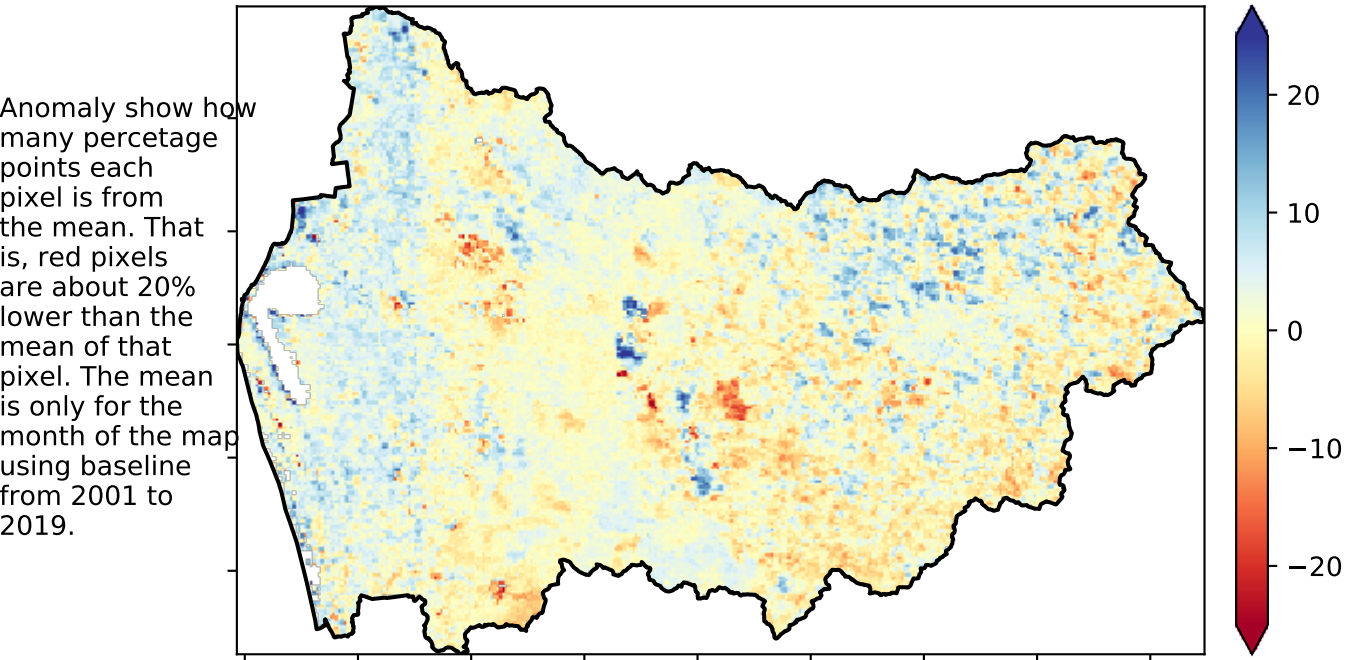 Anomaly show how
many percetage
points each
pixel is from
the mean. That
is, red pixels
are about 20%
lower than the
mean of that
pixel. The mean
is only for the
month of the map
using baseline
from 2001 to
2019.
20
10
0
−10
−20